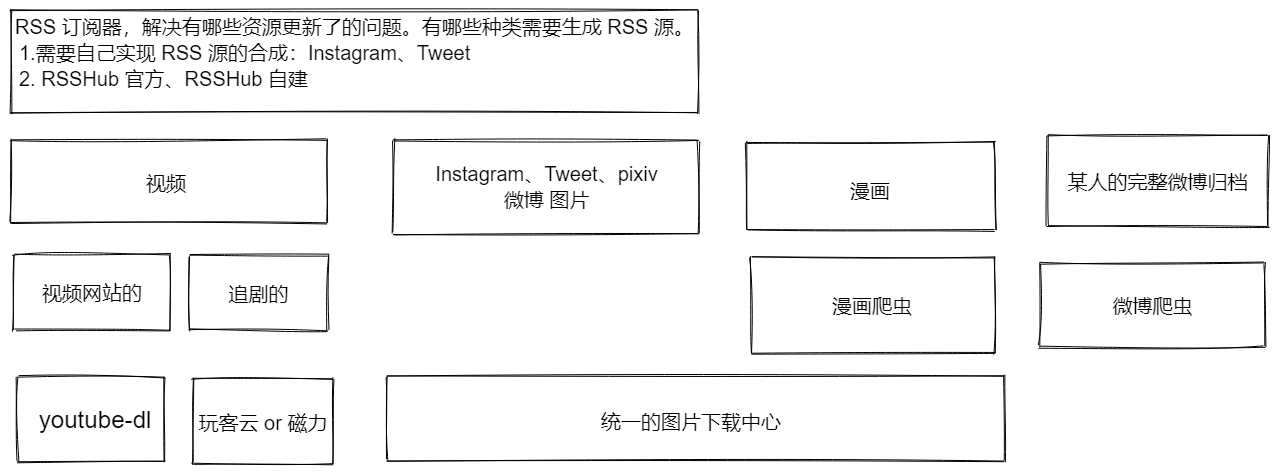 RSS 订阅器，解决有哪些资源更新了的问题。有哪些种类需要生成 RSS 源。
1.需要自己实现 RSS 源的合成：Instagram、Tweet
2. RSSHub 官方、RSSHub 自建
视频
Instagram、Tweet、pixiv
微博 图片
漫画
某人的完整微博归档
视频网站的
追剧的
漫画爬虫
微博爬虫
youtube-dl
玩客云 or 磁力
统一的图片下载中心